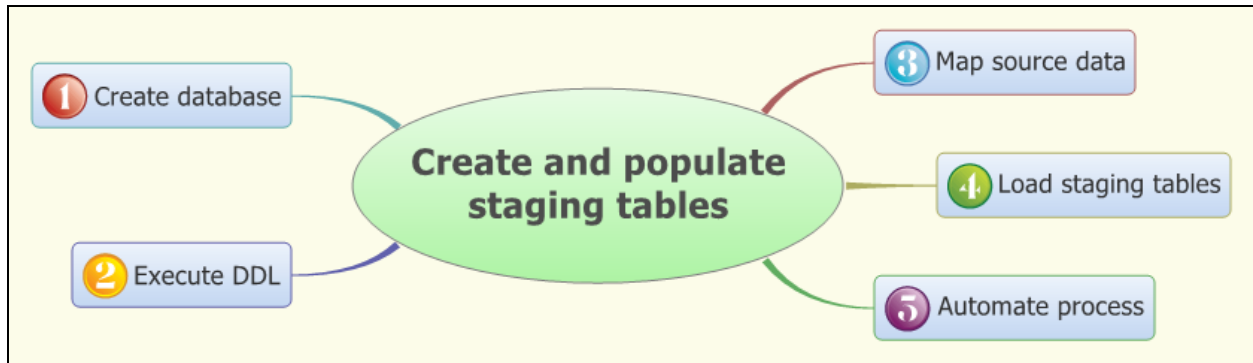 1 Create database
2 Execute DDL
Create and populate
staging tables
3 Map source data
4 Load staging tables
5 Automate process